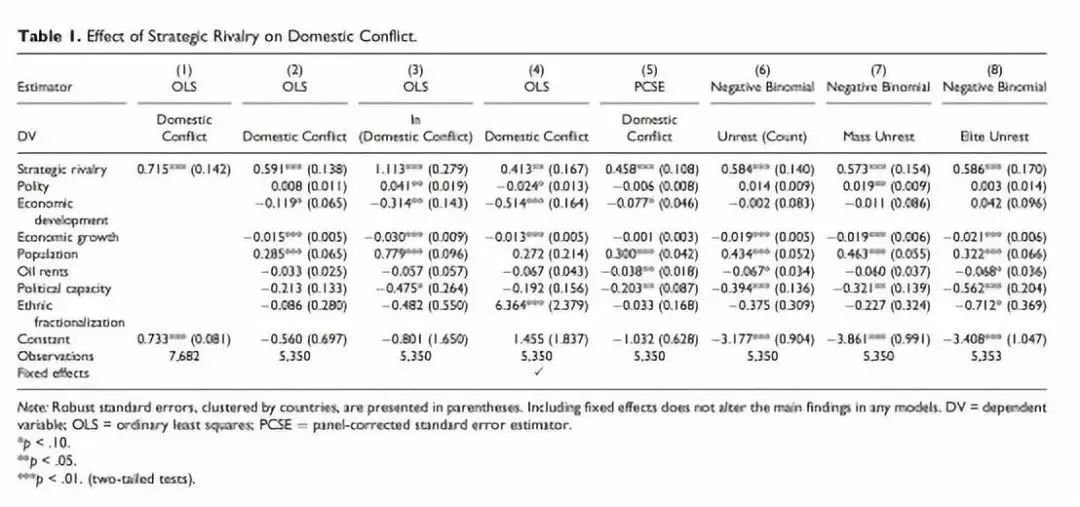 Table 1. Effect of Strategic Rivalry on Domestic Conflict.
(1) (2) (3) (4) (5) (6) (7) (8)
Estimator OLS OLS OLS OLS PCSE Negative Binomial Negative Binomial Negative Binomial
DV Domestic Conflict Domestic Conflict ln (Domestic Conflict) Domestic Conflict Domestic Conflict Unrest (Count) Mass Unrest Elite Unrest
Strategic rivalry 0.715*** (0.142) 0.591*** (0.138) 1.113*** (0.279) 0.413** (0.167) 0.458*** (0.108) 0.584*** (0.140) 0.573*** (0.154) 0.586*** (0.170)
Polity 0.008 (0.011) 0.041** (0.019) −0.024* (0.013) −0.006 (0.008) 0.014 (0.009) 0.019** (0.009) 0.003 (0.014)
Economic development −0.119* (0.065) −0.314** (0.143) −0.514*** (0.164) −0.077* (0.046) −0.002 (0.083) −0.011 (0.086) 0.042 (0.096)
Economic growth −0.015*** (0.005) −0.030*** (0.009) −0.013*** (0.005) −0.001 (0.003) −0.019*** (0.005) −0.019*** (0.006) −0.021*** (0.006)
Population 0.285*** (0.065) 0.779*** (0.096) 0.272 (0.214) 0.300*** (0.042) 0.434*** (0.052) 0.463*** (0.055) 0.322*** (0.066)
Oil rents −0.033 (0.025) −0.057 (0.057) −0.067 (0.043) −0.038** (0.018) −0.067* (0.034) −0.060 (0.037) −0.068* (0.036)
Political capacity −0.213 (0.133) −0.475* (0.264) −0.192 (0.156) −0.203** (0.087) −0.394*** (0.136) −0.321** (0.139) −0.562*** (0.204)
Ethnic fractionalization −0.086 (0.280) −0.482 (0.550) 6.364*** (2.379) −0.033 (0.168) −0.375 (0.309) −0.227 (0.324) −0.712* (0.369)
Constant 0.733*** (0.081) −0.560 (0.697) −0.801 (1.650) 1.455 (1.837) −1.032 (0.628) −3.177*** (0.904) −3.861*** (0.991) −3.408*** (1.047)
Observations 7,682 5,350 5,350 5,350 5,350 5,350 5,350 5,353
Fixed effects ✓
Note: Robust standard errors, clustered by countries, are presented in parentheses. Including fixed effects does not alter the main findings in any models. DV = dependent
variable; OLS = ordinary least squares; PCSE = panel-corrected standard error estimator.
*p < .10.
**p < .05.
***p < .01. (two-tailed tests).